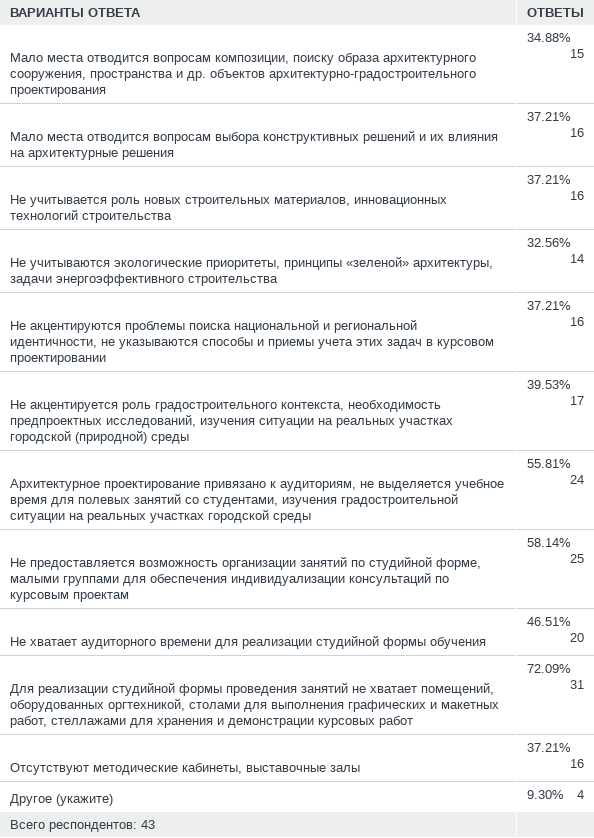 ВАРИАНТЫ ОТВЕТА ОТВЕТЫ
34.88%
15
Мало места отводится вопросам композиции, поиску образа архитектурного
сооружения, пространства и др. объектов архитектурно-градостроительного
проектирования
37.21%
16
Мало места отводится вопросам выбора конструктивных решений и их влияния
на архитектурные решения
37.21%
16
Не учитывается роль новых строительных материалов, инновационных
технологий строительства
32.56%
14
Не учитываются экологические приоритеты, принципы «зеленой» архитектуры,
задачи энергоэффективного строительства
37.21%
16
Не акцентируются проблемы поиска национальной и региональной
идентичности, не указываются способы и приемы учета этих задач в курсовом
проектировании
39.53%
17
Не акцентируется роль градостроительного контекста, необходимость
предпроектных исследований, изучения ситуации на реальных участках
городской (природной) среды
55.81%
24
Архитектурное проектирование привязано к аудиториям, не выделяется учебное
время для полевых занятий со студентами, изучения градостроительной
ситуации на реальных участках городской среды
58.14%
25
Не предоставляется возможность организации занятий по студийной форме,
малыми группами для обеспечения индивидуализации консультаций по
курсовым проектам
46.51%
20
Не хватает аудиторного времени для реализации студийной формы обучения
72.09%
31
Для реализации студийной формы проведения занятий не хватает помещений,
оборудованных оргтехникой, столами для выполнения графических и макетных
работ, стеллажами для хранения и демонстрации курсовых работ
37.21%
16
Отсутствуют методические кабинеты, выставочные залы
Другое (укажите) 9.30% 4
Всего респондентов: 43